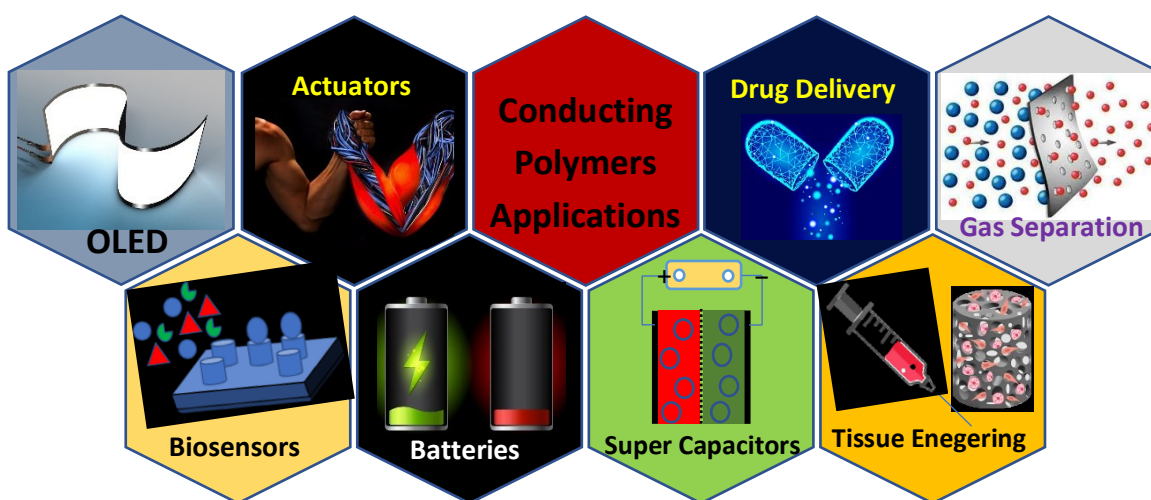 OLED
Actuators
Conducting
Polymers
Applications
Drug Delivery
Gas Separation
Biosensors
Batteries
+ −
Super Capacitors
Tissue Enegering